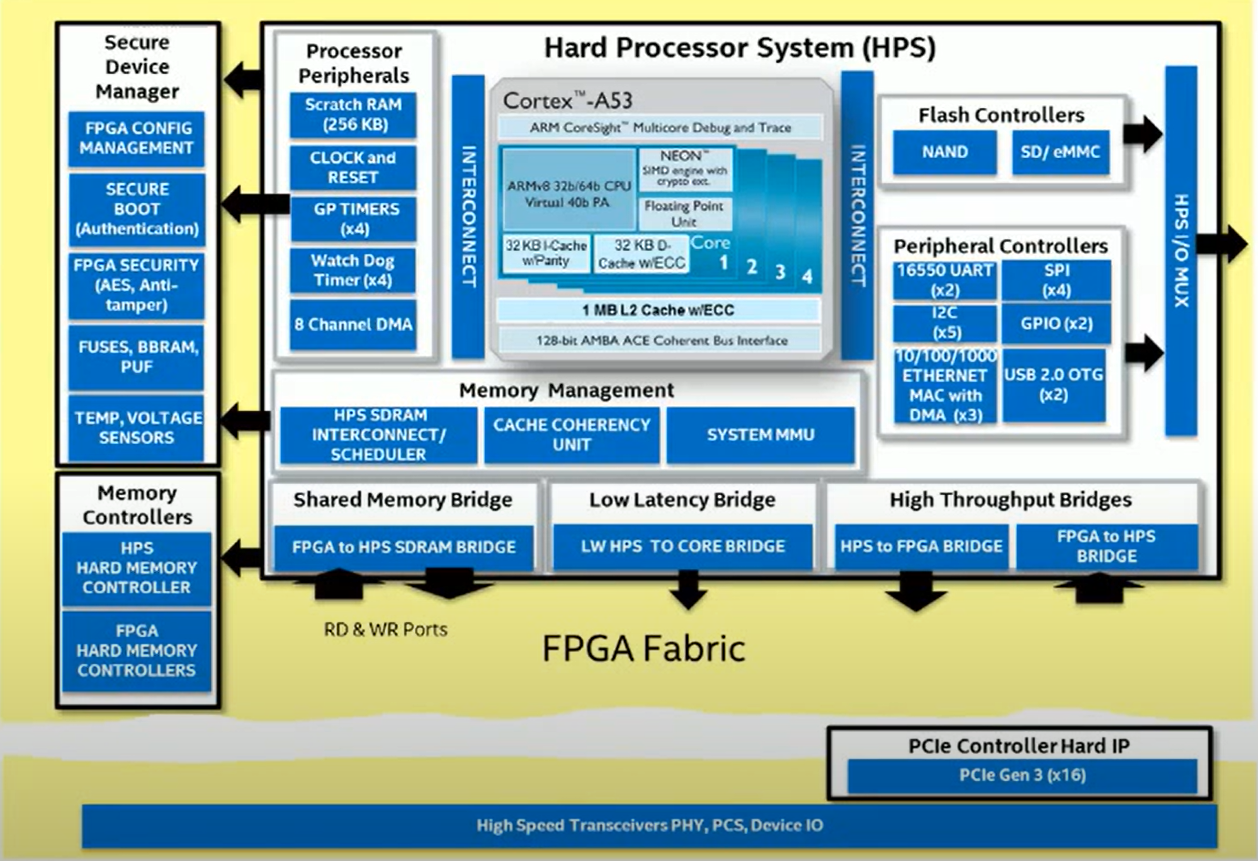 Secure
Device
Manager
FPGA CONFIG
MANAGEMENT
SECURE
BOOT
(Authentication)
FPGA SECURITY
(AES, Anti-
tamper)
FUSES, BBRAM,
PUF
TEMP, VOLTAGE
SENSORS
Memory
Controllers
HPS
HARD MEMORY
CONTROLLER
FPGA
HARD MEMORY
CONTROLLERS
Hard Processor System (HPS)
Processor
Peripherals
Scratch RAM
(256 KB)
CLOCK and
RESET
GP TIMERS
(x4)
Watch Dog
Timer (x4)
8 Channel DMA
INTERCONNECT
Cortex™-A53
ARM CoreSight™ Multicore Debug and Trace
ARMv8 32b/64b CPU
Virtual 40b PA
NEON™
SIMD engine with
crypto ext.
Floating Point
Unit
32 KB I-Cache
w/Parity
32 KB D-
Cache w/ECC
Core
1
2
3
4
1 MB L2 Cache w/ECC
128-bit AMBA ACE Coherent Bus Interface
INTERCONNECT
Flash Controllers
NAND
SD/ eMMC
Peripheral Controllers
16550 UART
(x2)
SPI
(x4)
I2C
(x5)
GPIO (x2)
10/100/1000
ETHERNET
MAC with
DMA (x3)
USB 2.0 OTG
(x2)
HPS I/O MUX
Memory Management
HPS SDRAM
INTERCONNECT/
SCHEDULER
CACHE COHERENCY
UNIT
SYSTEM MMU
Shared Memory Bridge
FPGA to HPS SDRAM BRIDGE
Low Latency Bridge
LW HPS TO CORE BRIDGE
High Throughput Bridges
HPS to FPGA BRIDGE
FPGA to HPS
BRIDGE
RD & WR Ports
FPGA Fabric
PCIe Controller Hard IP
PCIe Gen 3 (x16)
High Speed Transceivers PHY, PCS, Device IO